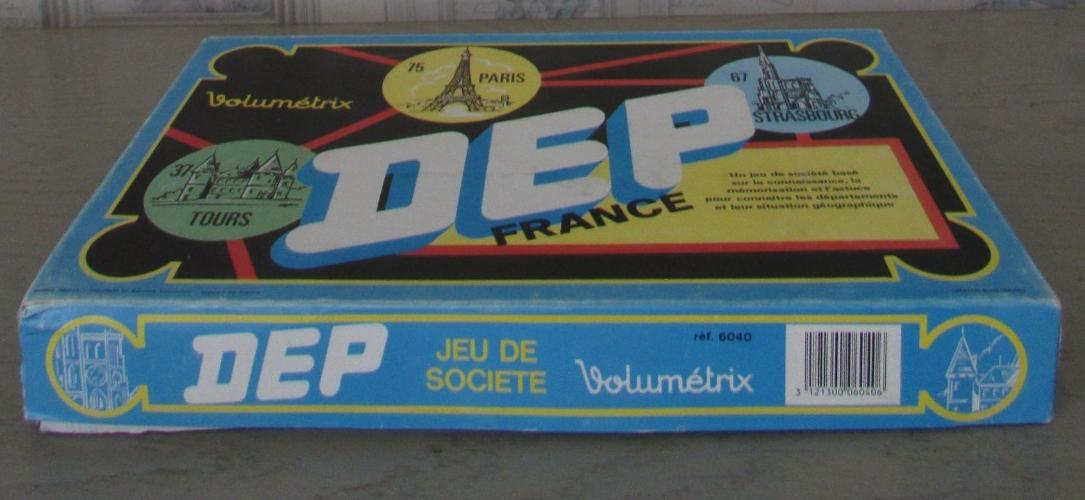 Volumétrix
75
PARIS
67
STRASBOURG
37
TOURS
DEP
FRANCE
Un jeu de société basé
sur la connaissance, la
mémorisation et l'astuce
pour connaître les départements
et leur situation géographique
DEP
JEU DE
SOCIETE
Volumétrix
réf. 6040
3 121300 060406